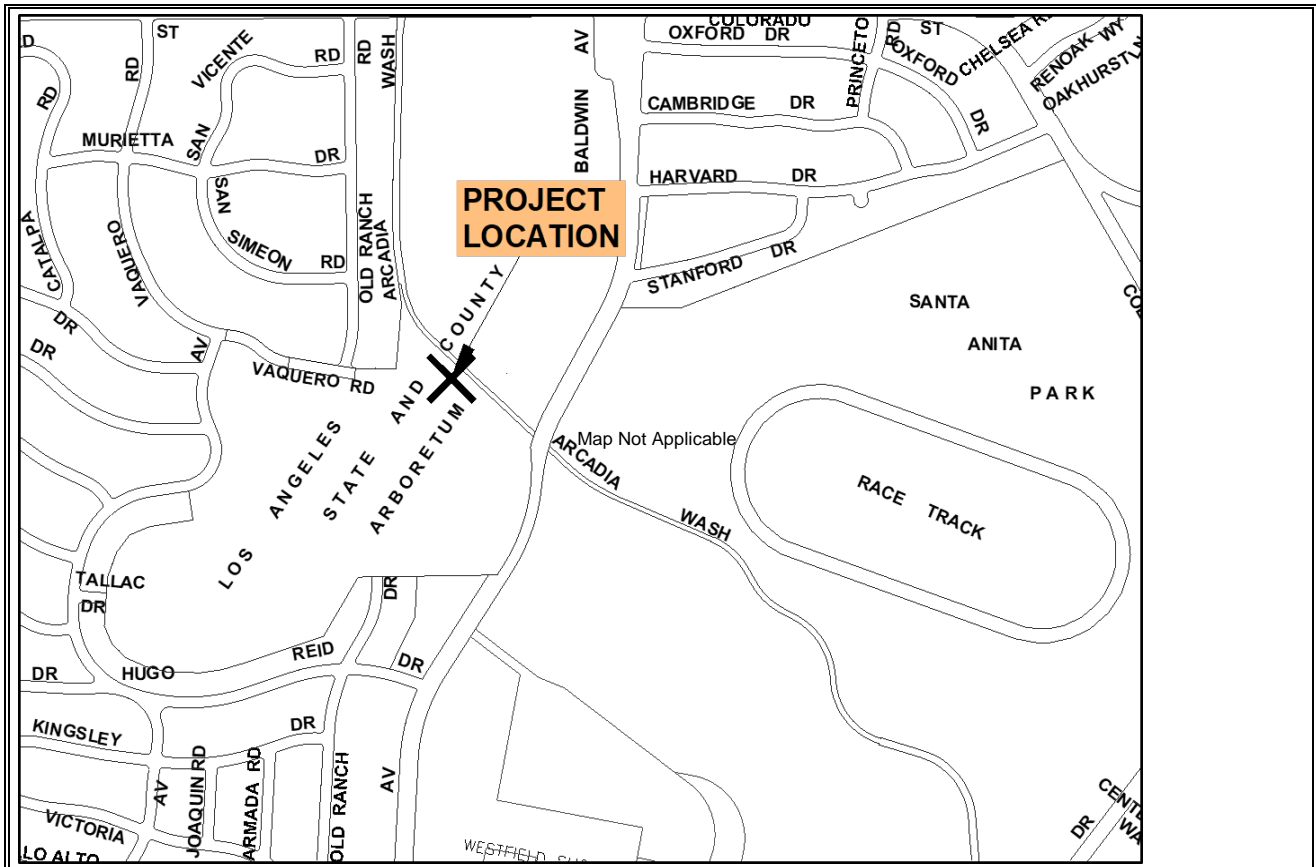 ST
COLORADO
OXFORD DR
RD ST
VICENTE
RD
RD
WASH
AV
PRINCETO
OXFORD
DR
CHELSEA
RENOAK WY
OAKHURST LN
RD
RD
RD
CAMBRIDGE DR
MURIETTA
SAN
DR
BALDWIN
HARVARD DR
SAN
SIMEON RD
OLD RANCH
ARCADIA
PROJECT
LOCATION
CATALPA
VAQUERO
STANFORD DR
SANTA
ANITA
PARK
DR
DR
AV
VAQUERO RD
COUNTY
LOS ANGELES
STATE AND
ARBORETUM
Map Not Applicable
ARCADIA
WASH
RACE TRACK
TALLAC
DR
DR
HUGO
REID
DR
DR
KINGSLEY
DR
AV
JOAQUIN RD
ARMADA RD
OLD RANCH
AV
VICTORIA
LO ALTO
WESTFIELD
DR